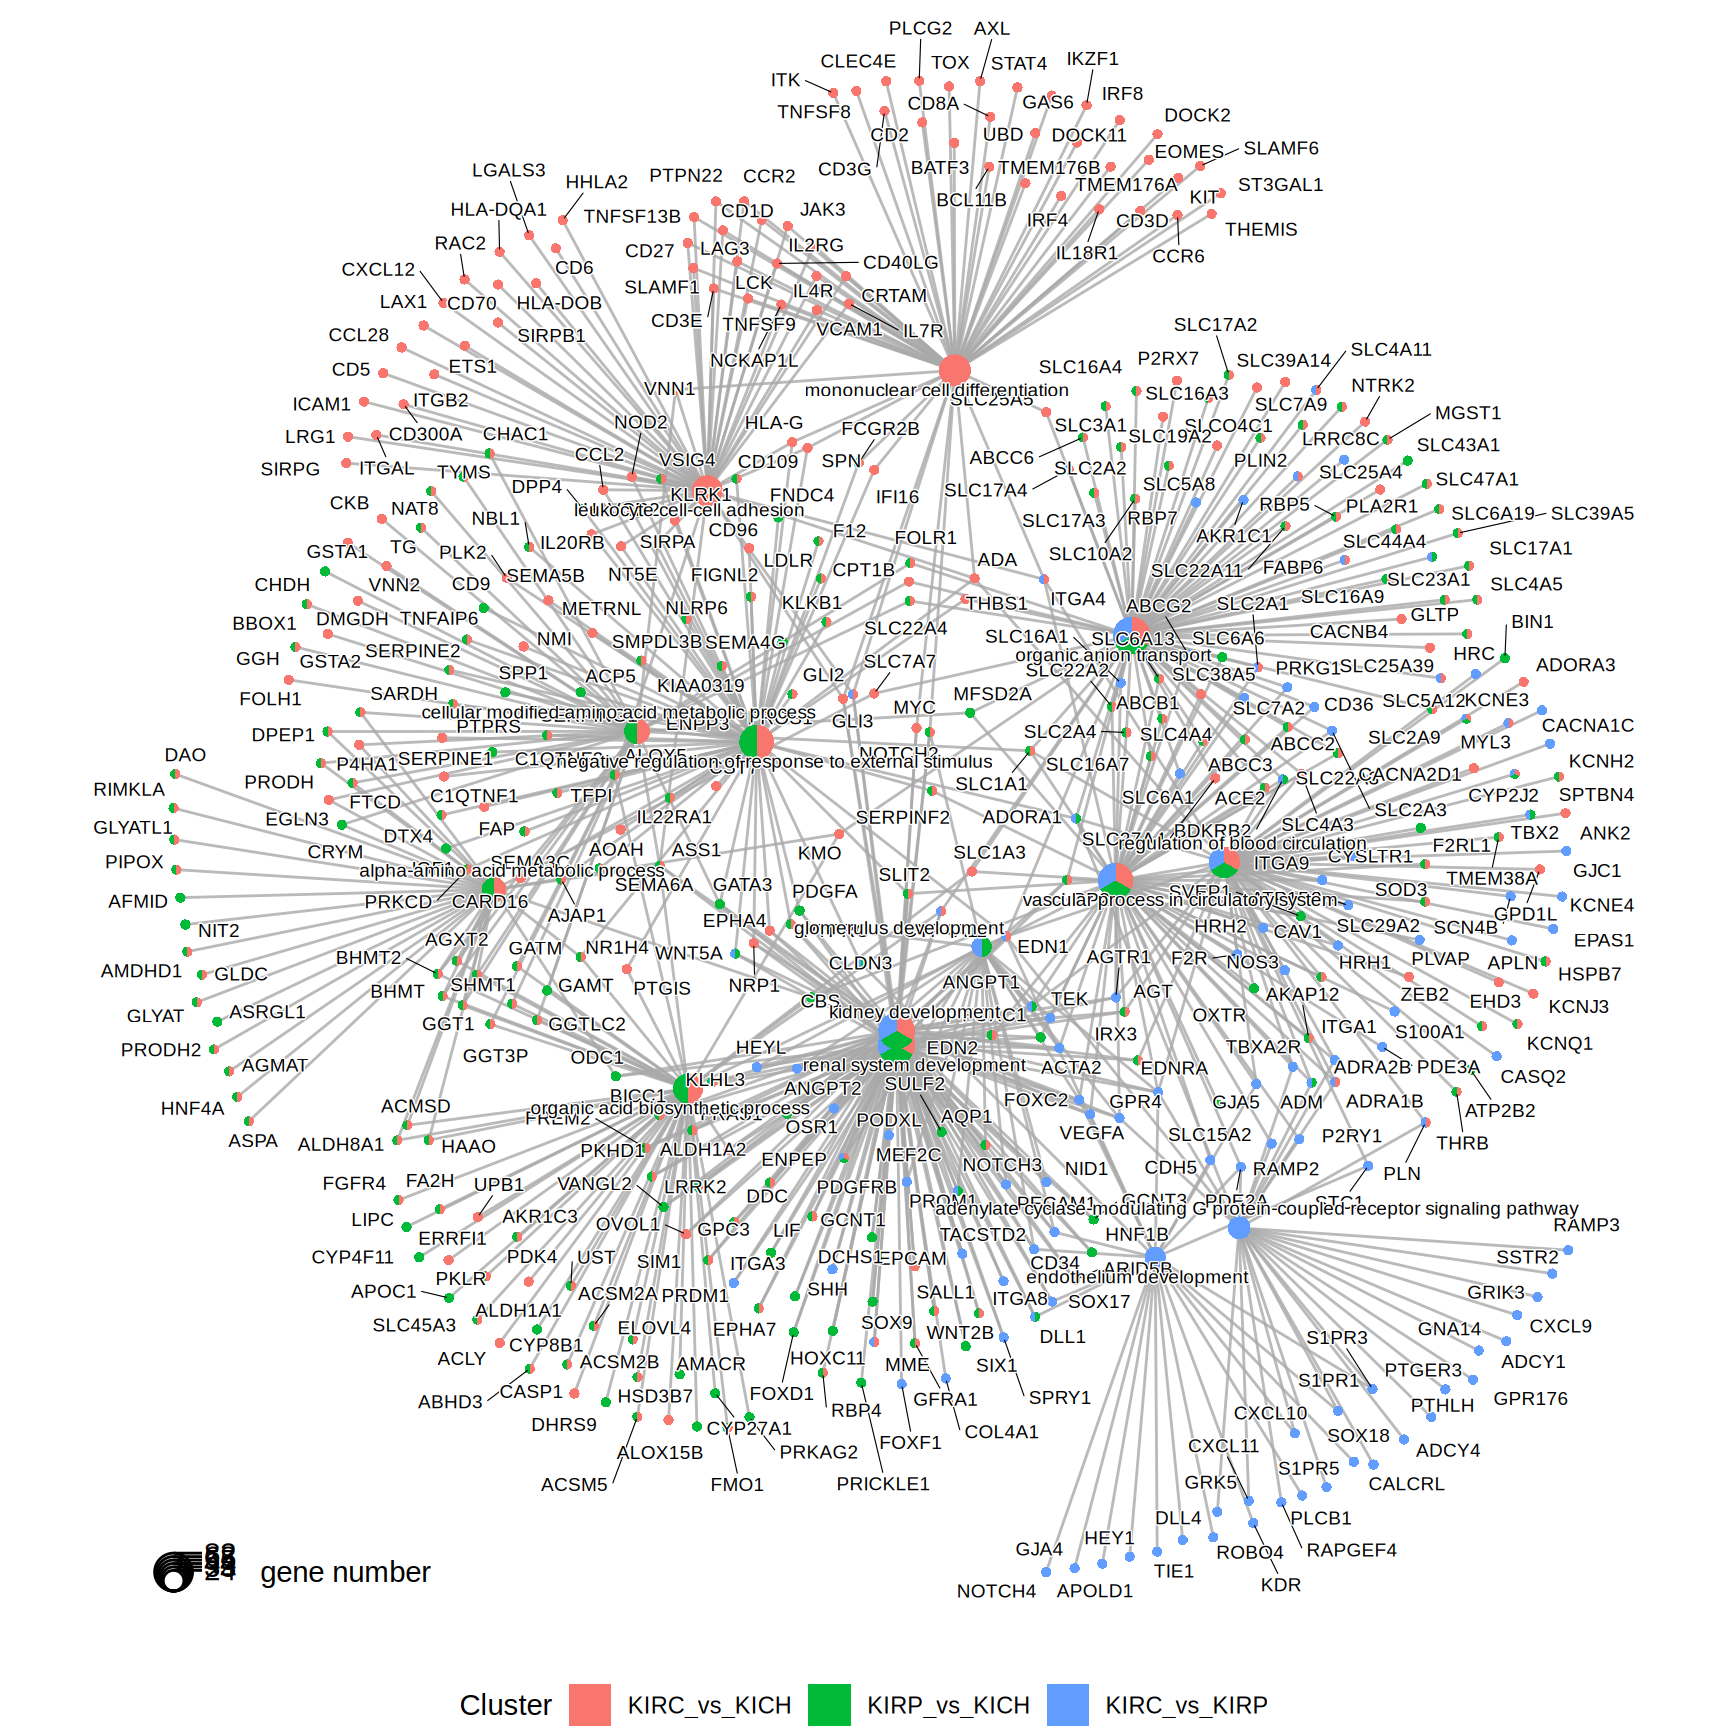 PLCG2 AXL
CLEC4E TOX STAT4 IKZF1
ITK
CD8A GAS6 IRF8
TNFSF8 DOCK2
CD2 UBD DOCK11
EOMES SLAMF6
CD3G BATF3 TMEM176B
LGALS3 HHLA2 PTPN22 CCR2 TMEM176A ST3GAL1
BCL11B KIT
HLA-DQA1 TNFSF13B CD1D JAK3 IRF4 CD3D THEMIS
RAC2 CD27 LAG3 IL2RG IL18R1 CCR6
CXCL12 CD6 CD40LG
LAX1 CD70 HLA-DOB SLAMF1 LCK IL4R CRTAM
CD3E TNFSF9 VCAM1 IL7R SLC17A2
CCL28 SIRPB1
NCKAP1L P2RX7 SLC39A14 SLC4A11
CD5 ETS1 SLC16A4
VNN1 mononuclear cell differentiation SLC16A3 NTRK2
ICAM1 ITGB2 SLC25A5 SLC7A9
NOD2 HLA-G FCGR2B SLC3A1 SLCO4C1 MGST1
LRG1 CD300A CHAC1 SLC19A2 LRRC8C SLC43A1
CCL2 VSIG4 CD109 SPN ABCC6 PLIN2
SIRPG ITGAL TYMS SLC2A2 SLC25A4 SLC47A1
DPP4 KLRK1 FNDC4 IFI16 SLC17A4 SLC5A8
CKB NAT8 leukocyte cell-cell adhesion RBP5 PLA2R1 SLC6A19 SLC39A5
NBL1 CD96 F12 SLC17A3 RBP7
GSTA1 TG PLK2 IL20RB SIRPA FOLR1 AKR1C1 SLC44A4 SLC17A1
LDLR ADA SLC10A2
CHDH VNN2 CD9 SEMA5B NT5E FIGNL2 CPT1B SLC22A11 FABP6 SLC23A1 SLC4A5
METRNL NLRP6 KLKB1 THBS1 ITGA4 ABCG2 SLC2A1 SLC16A9
BBOX1 DMGDH TNFAIP6 GLTP BIN1
NMI SMPDL3B SEMA4G SLC22A4 SLC16A1 SLC6A13 SLC6A6 CACNB4
GGH GSTA2 SERPINE2 SLC7A7 organic anion transport HRC ADORA3
SPP1 ACP5 GLI2 SLC22A2 SLC38A5 PRKG1 SLC25A39
FOLH1 SARDH KIAA0319 MFSD2A ABCB1 SLC7A2 CD36 SLC5A12 KCNE3
cellular modified amino acid metabolic process MYC CACNA1C
DPEP1 PTPRS ENPP3 GLI3 SLC2A4 SLC4A4 ABCC2 SLC2A9 MYL3
DAO P4HA1 SERPINE1 NOTCH2 KCNH2
negative regulation of response to external stimulus SLC16A7 ABCC3 CACNA2D1
RIMKLA PRODH C1QTNF1 TFPI SLC1A1 SLC6A1 ACE2 CYP2J2 SPTBN4
FTCD SLC2A3
GLYATL1 EGLN3 DTX4 FAP IL22RA1 SERPINF2 ADORA1 BDKRB2 SLC4A3 TBX2 ANK2
CRYM AOAH ASS1 KMO SLC1A3 regulation of blood circulation F2RL1
PIPOX ITGA9 CYSLTR1 GJC1
alpha-amino acid metabolic process SLIT2 TMEM38A
AFMID PRKCD CARD16 SEMA6A GATA3 PDGFA SVEP1 SOD3 KCNE4
vascular process in circulatory system
AJAP1 EPHA4 GPD1L
NIT2 glomerulus development HRH2 CAV1 SLC29A2 SCN4B EPAS1
AGXT2 GATM NR1H4 WNT5A EDN1
BHMT2 CLDN3 AGTR1 F2R NOS3 HRH1 PLVAP APLN HSPB7
AMDHD1 GLDC
BHMT SHMT1 GAMT PTGIS NRP1 ANGPT1 AGT AKAP12 ZEB2 EHD3 KCNJ3
GLYAT ASRGL1 CBS TEK
GGT1 GGTLC2 kidney development OXTR ITGA1 S100A1
PRODH2 GGT3P HEYL EDN2 IRX3 TBXA2R KCNQ1
AGMAT ODC1 renal system development ACTA2 EDNRA ADRA2B PDE3A CASQ2
HNF4A KLHL3 ANGPT2 SULF2
ACMSD BICC1 FOXC2 GPR4 GJA5 ADM ADRA1B ATP2B2
organic acid biosynthetic process PODXL AQP1
ASPA ALDH8A1 HAAO FREM2 OSR1 VEGFA SLC15A2 P2RY1 THRB
PKHD1 ALDH1A2 ENPEP MEF2C NOTCH3 NID1 CDH5 RAMP2 PLN
FGFR4 FA2H UPB1 VANGL2 LRRK2 DDC PDGFRB
PROM1 PECAM1 GCNT3 PDE2A STC1
LIPC AKR1C3 OVOL1 GPC3 LIF GCNT1 adenylate cyclase-modulating G protein-coupled receptor signaling pathway
ERRFI1 TACSTD2 HNF1B RAMP3
CYP4F11 PDK4 UST SIM1 ITGA3 DCHS1 EPCAM CD34 ARID5B SSTR2
PKLR endothelium development
APOC1 ACSM2A PRDM1 SHH SALL1 ITGA8 SOX17 GRIK3
ALDH1A1
SLC45A3 ELOVL4 EPHA7 SOX9 WNT2B DLL1 GNA14 CXCL9
CYP8B1 S1PR3
ACLY ACSM2B AMACR HOXC11 MME SIX1 PTGER3 ADCY1
ABHD3 CASP1 HSD3B7 FOXD1 GFRA1 SPRY1 S1PR1 GPR176
RBP4 CXCL10 PTHLH
DHRS9 CYP27A1 FOXF1 COL4A1 SOX18
ALOX15B PRKAG2 CXCL11 ADCY4
ACSM5 FMO1 PRICKLE1 GRK5 S1PR5 CALCRL
DLL4 PLCB1
GJA4 HEY1 ROBO4 RAPGEF4
gene number NOTCH4 APOLD1 TIE1 KDR
Cluster KIRC_vs_KICH KIRP_vs_KICH KIRC_vs_KIRP